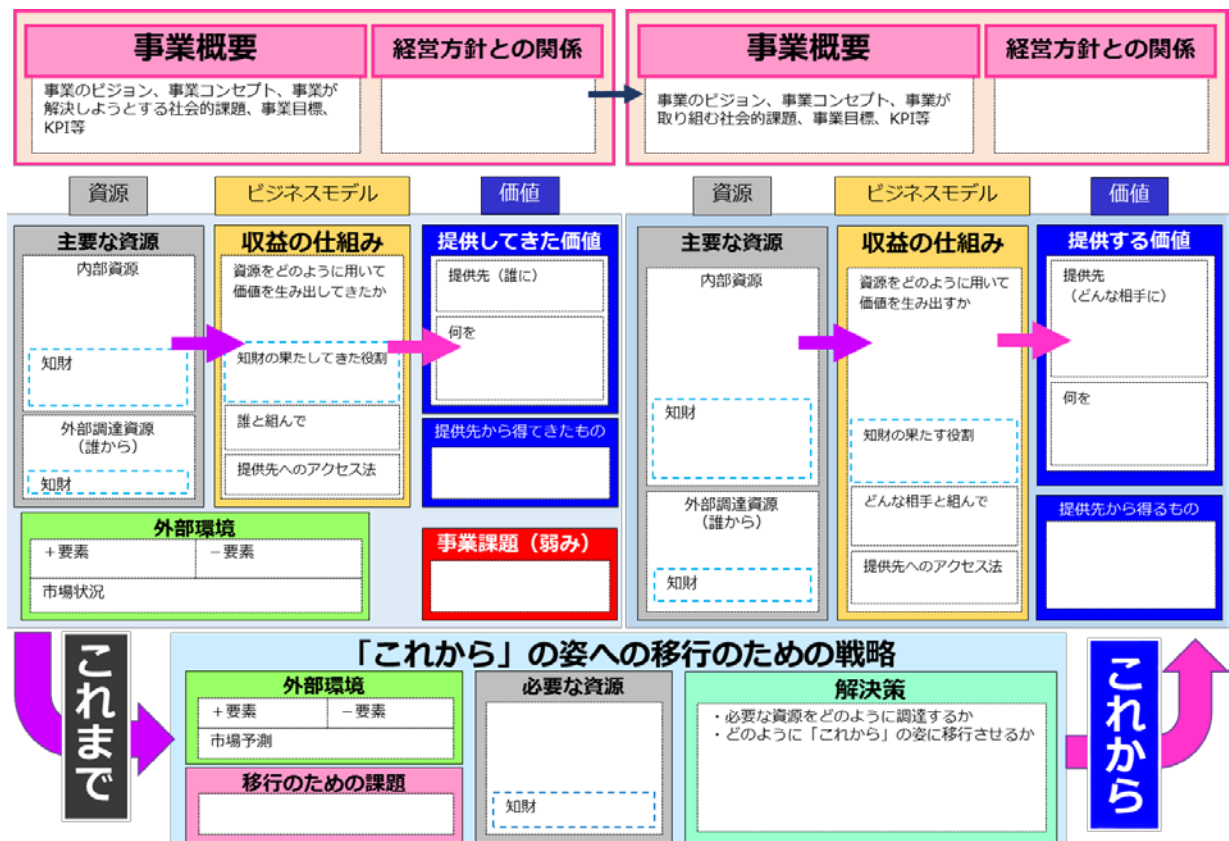 事業概要
経営方針との関係
事業のビジョン、事業コンセプト、事業が
解決しようとする社会的課題、事業目標、
KPI等
事業概要
経営方針との関係
事業のビジョン、事業コンセプト、事業が
取り組む社会的課題、事業目標、KPI等
資源
ビジネスモデル
価値
主要な資源
内部資源
知財
外部調達資源
（誰から）
知財
収益の仕組み
資源をどのように用いて
価値を生み出してきたか
知財の果たしてきた役割
誰と組んで
提供先へのアクセス法
提供してきた価値
提供先（誰に）
何を
提供先から得てきたもの
外部環境
＋要素
－要素
市場状況
事業課題（弱み）
資源
ビジネスモデル
価値
主要な資源
内部資源
知財
外部調達資源
（誰から）
知財
収益の仕組み
資源をどのように用いて
価値を生み出すか
知財の果たす役割
どんな相手と組んで
提供先へのアクセス法
提供する価値
提供先
（どんな相手に）
何を
提供先から得るもの
これまで
「これから」の姿への移行のための戦略
外部環境
＋要素
－要素
市場予測
移行のための課題
必要な資源
知財
解決策
・必要な資源をどのように調達するか
・どのように「これから」の姿に移行させるか
これから